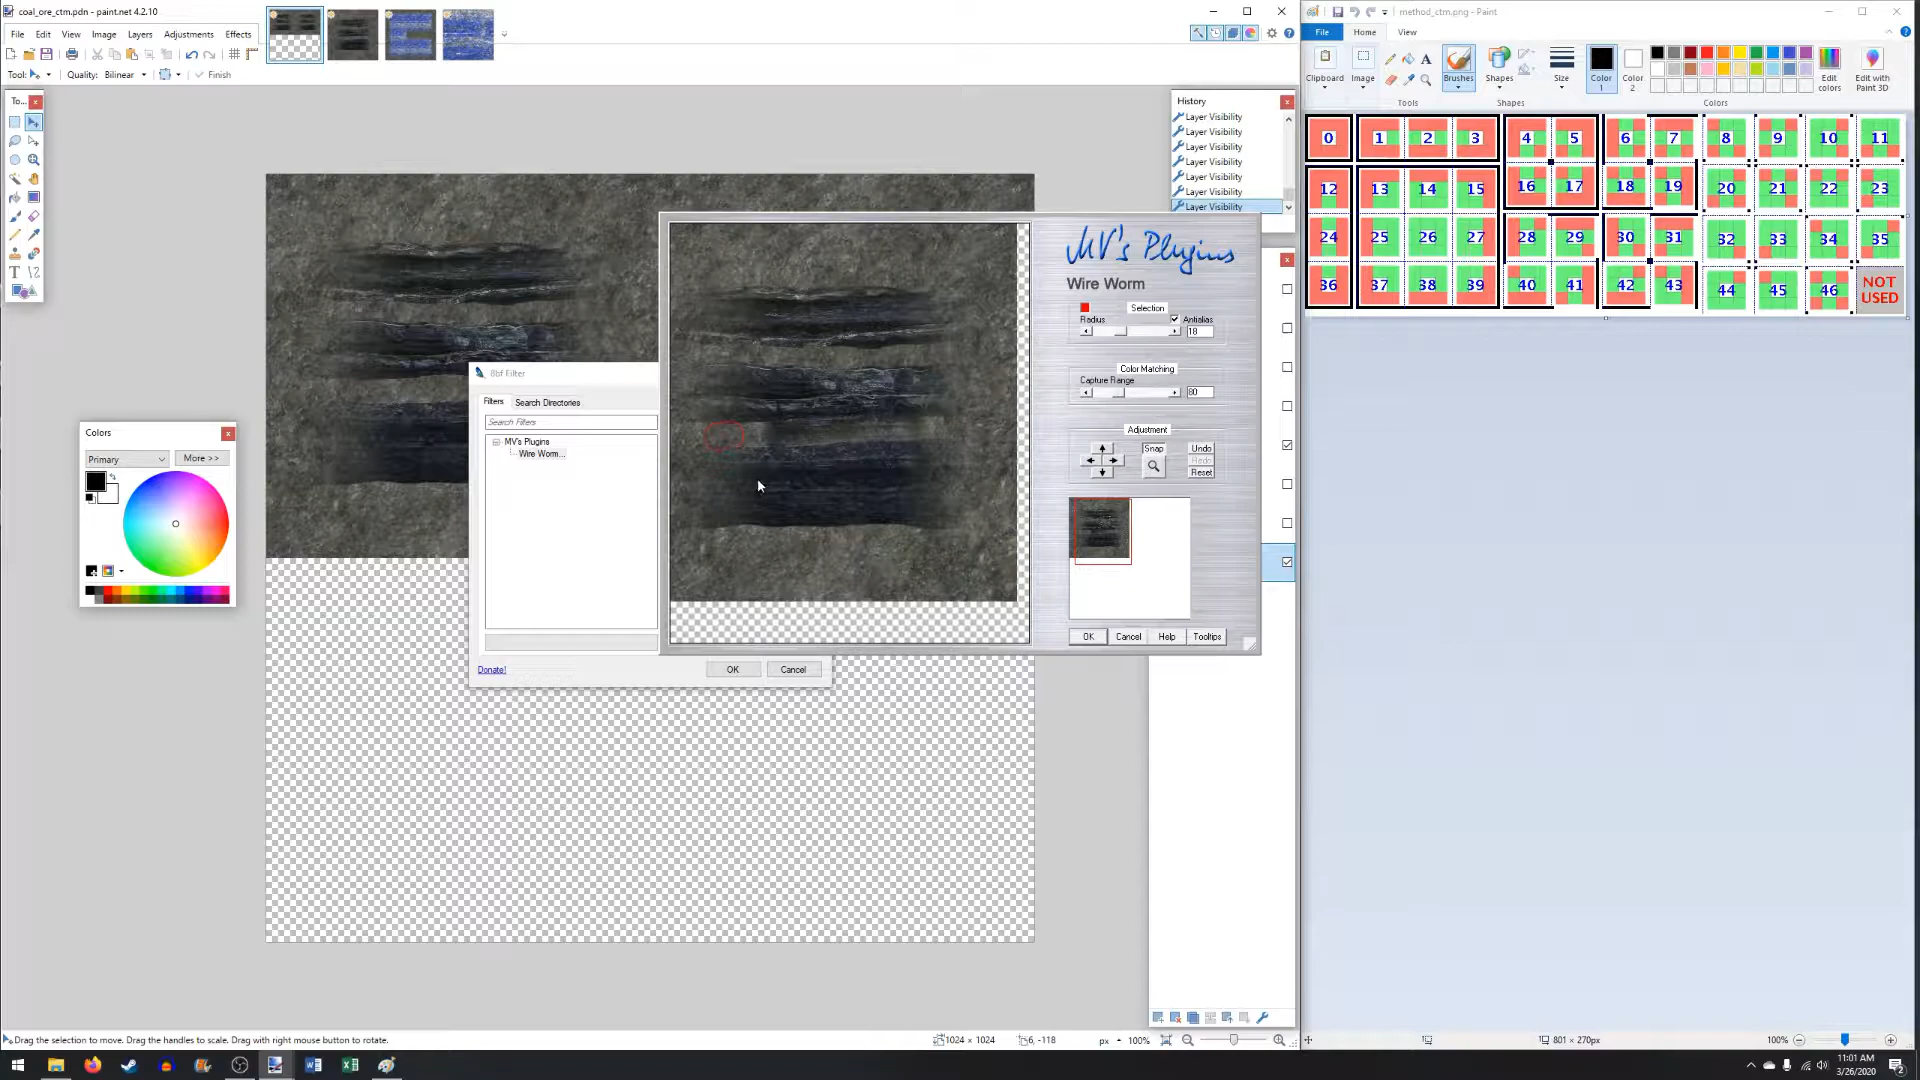 coal_ore_ctm.pdn - paint.net 4.2.10
File Edit View Image Layers Adjustments Effects
Tool: Quality: Bilinear Finish
To...
History
Layer Visibility
Layer Visibility
Layer Visibility
Layer Visibility
Layer Visibility
Layer Visibility
Layer Visibility
Colors
Primary
More >>
8bf Filter
Filters Search Directories
Search Filters
MV's Plugins
Wire Worm...
Donate!
OK Cancel
MV's Plugins
Wire Worm
Selection
Radius Antialias
18
Color Matching
Capture Range
80
Adjustment
Snap Undo
Redo
Reset
OK Cancel Help Tooltips
Drag the selection to move. Drag the handles to scale. Drag with right mouse button to rotate.
1024 × 1024
6, -118
px 100%
method_ctm.png - Paint
File Home View
Clipboard Image Brushes Shapes Size Color 1 Color 2 Edit colors Edit with Paint 3D
Tools Shapes Colors
0 1 2 3 4 5 6 7 8 9 10 11
12 13 14 15 16 17 18 19 20 21 22 23
24 25 26 27 28 29 30 31 32 33 34 35
36 37 38 39 40 41 42 43 44 45 46 NOT USED
801 × 270px
100%
11:01 AM
3/26/2020